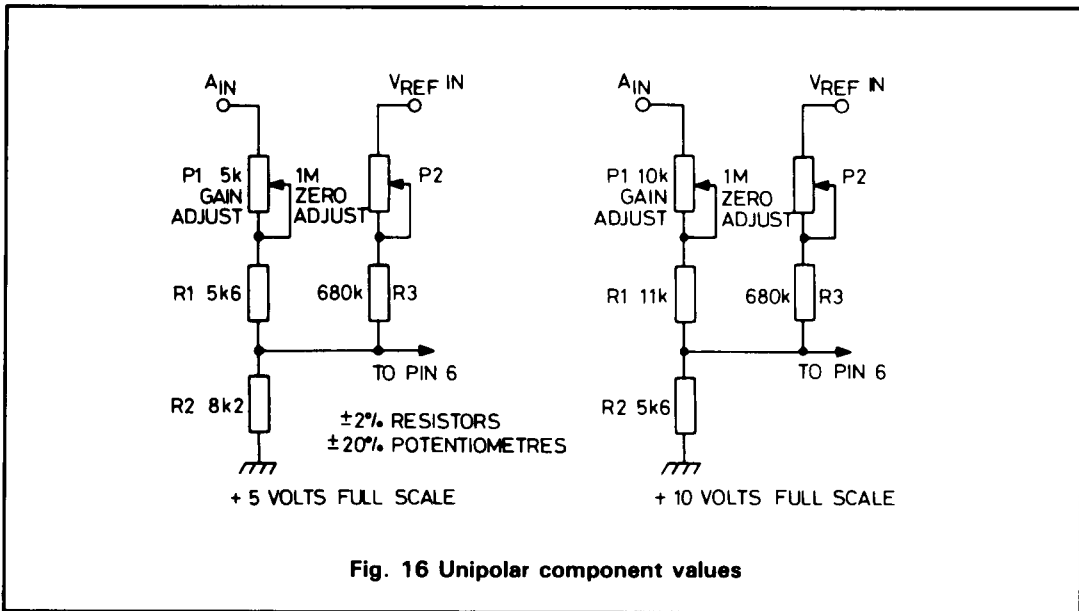 AIN
VREF IN
P1 5k
GAIN
ADJUST
1M
ZERO
ADJUST
P2
R1 5k6
680k R3
TO PIN 6
R2 8k2
±2% RESISTORS
±20% POTENTIOMETRES
+ 5 VOLTS FULL SCALE
AIN
VREF IN
P1 10k
GAIN
ADJUST
1M
ZERO
ADJUST
P2
R1 11k
680k R3
TO PIN 6
R2 5k6
+ 10 VOLTS FULL SCALE
Fig. 16 Unipolar component values